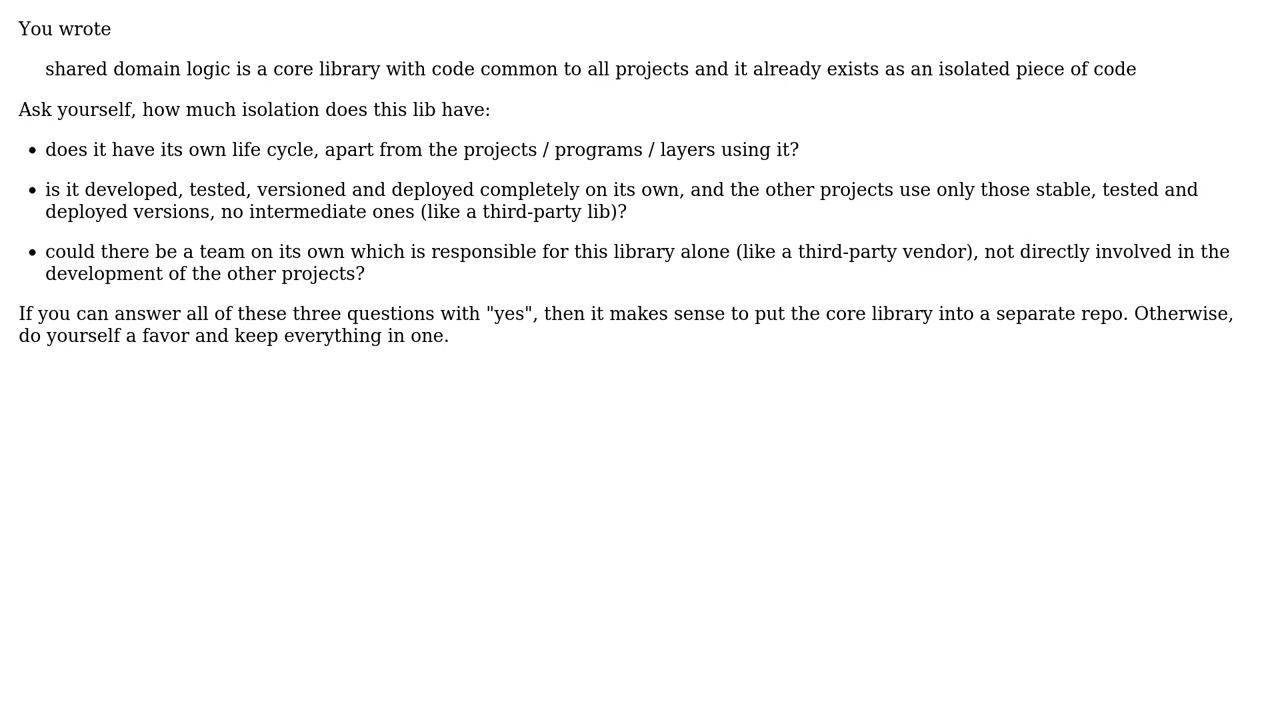 You wrote
shared domain logic is a core library with code common to all projects and it already exists as an isolated piece of code
Ask yourself, how much isolation does this lib have:
• does it have its own life cycle, apart from the projects / programs / layers using it?
• is it developed, tested, versioned and deployed completely on its own, and the other projects use only those stable, tested and
deployed versions, no intermediate ones (like a third-party lib)?
• could there be a team on its own which is responsible for this library alone (like a third-party vendor), not directly involved in the
development of the other projects?
If you can answer all of these three questions with "yes", then it makes sense to put the core library into a separate repo. Otherwise,
do yourself a favor and keep everything in one.